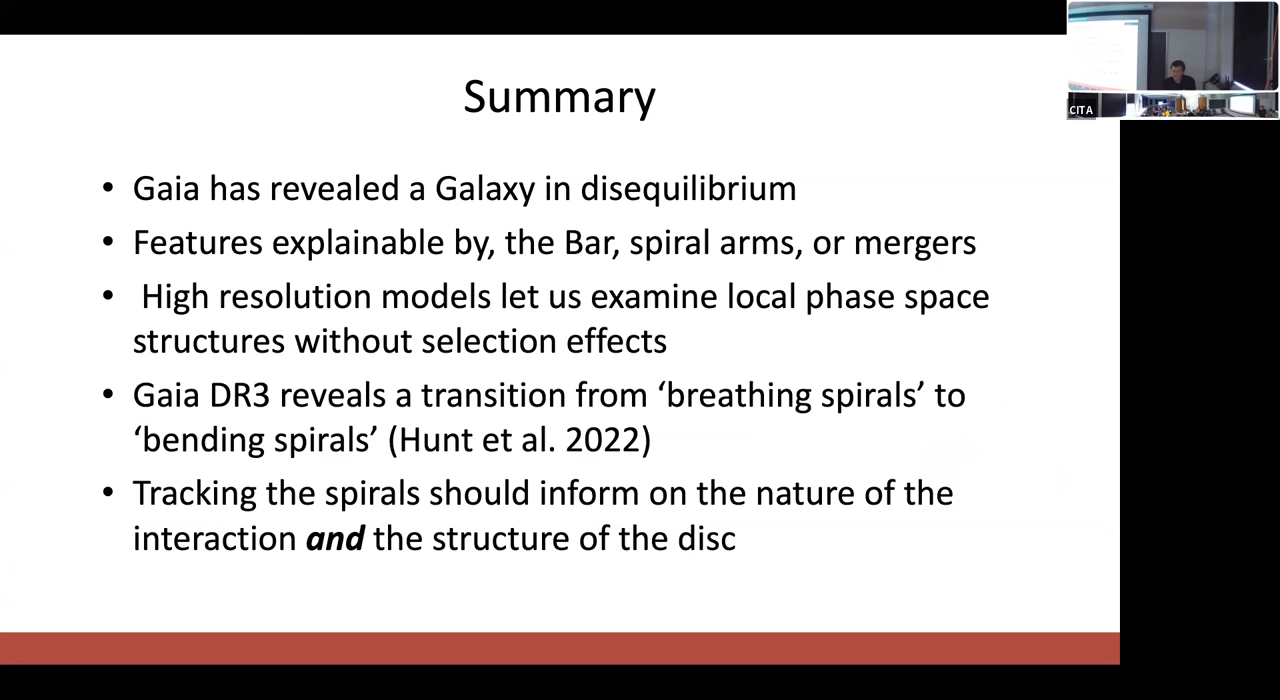 Summary
• Gaia has revealed a Galaxy in disequilibrium
• Features explainable by, the Bar, spiral arms, or mergers
• High resolution models let us examine local phase space
structures without selection effects
• Gaia DR3 reveals a transition from ‘breathing spirals’ to
‘bending spirals’ (Hunt et al. 2022)
• Tracking the spirals should inform on the nature of the
interaction and the structure of the disc
CITA